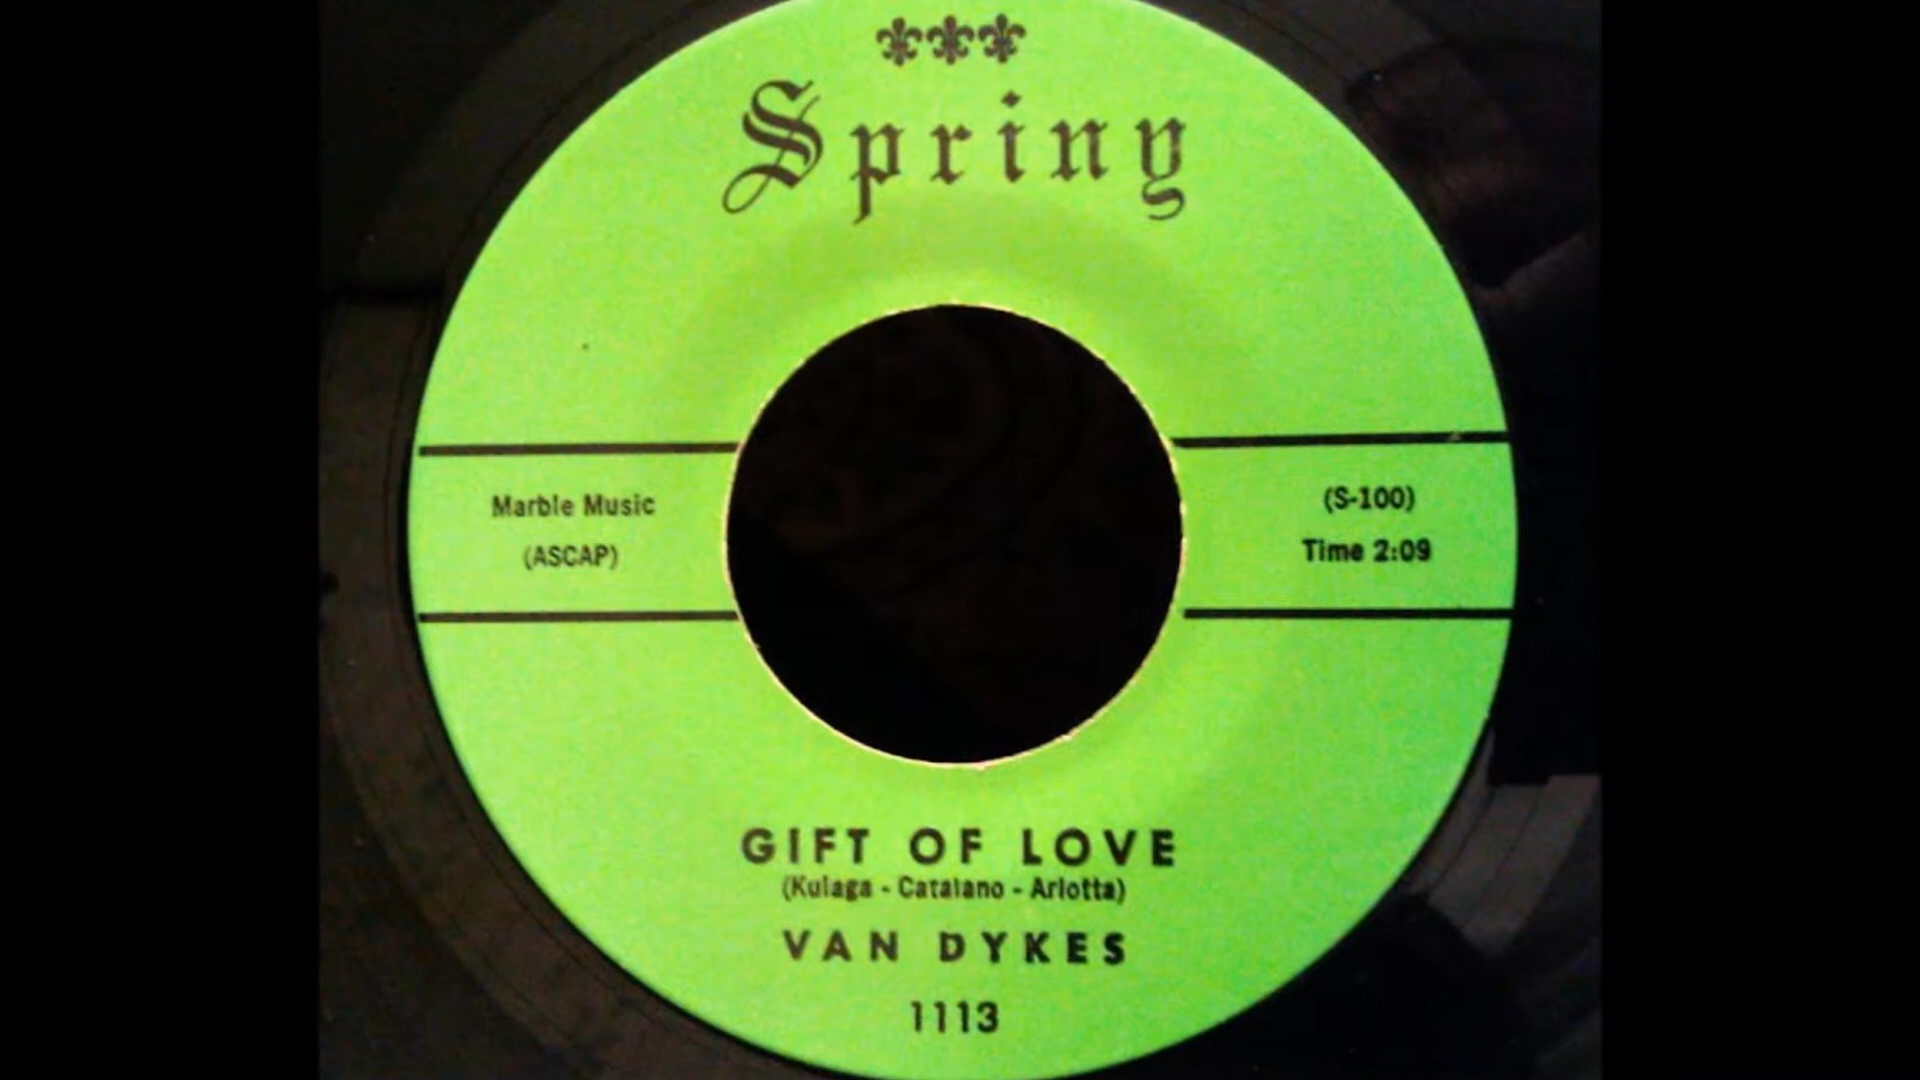 Spriny
Marble Music
(ASCAP)
(S-100)
Time 2:09
GIFT OF LOVE
(Kulaga - Catalano - Arlotta)
VAN DYKES
1113